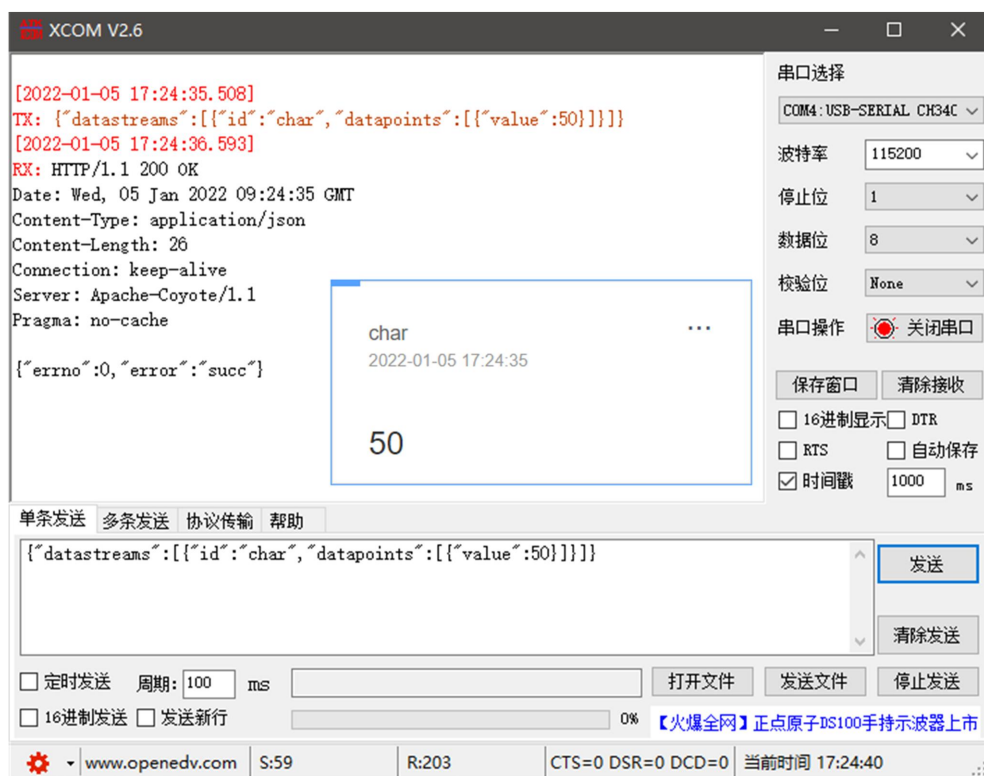 XCOM V2.6
[2022-01-05 17:24:35.508]
TX: {"datastreams":[{"id":"char","datapoints":[{"value":50}]}]}
[2022-01-05 17:24:36.593]
RX: HTTP/1.1 200 OK
Date: Wed, 05 Jan 2022 09:24:35 GMT
Content-Type: application/json
Content-Length: 26
Connection: keep-alive
Server: Apache-Coyote/1.1
Pragma: no-cache
{"errno":0,"error":"succ"}
char
...
2022-01-05 17:24:35
50
串口选择
COM4:USB-SERIAL CH340
波特率 115200
停止位 1
数据位 8
校验位 None
串口操作 关闭串口
保存窗口 清除接收
16进制显示 DTR
RTS 自动保存
时间戳 1000 ms
单条发送 多条发送 协议传输 帮助
{"datastreams":[{"id":"char","datapoints":[{"value":50}]}]}
发送
清除发送
定时发送 周期: 100 ms 打开文件 发送文件 停止发送
16进制发送 发送新行 0% 【火爆全网】正点原子DS100手持示波器上市
www.openedv.com S:59 R:203 CTS=0 DSR=0 DCD=0 当前时间 17:24:40